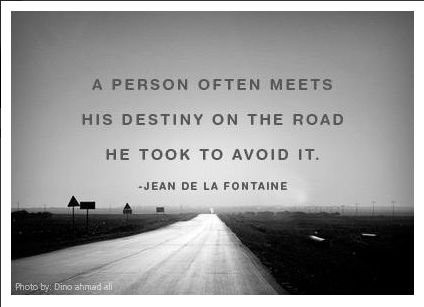 A PERSON OFTEN MEETS
HIS DESTINY ON THE ROAD
HE TOOK TO AVOID IT.
-JEAN DE LA FONTAINE
Photo by: Dino ahmad ali